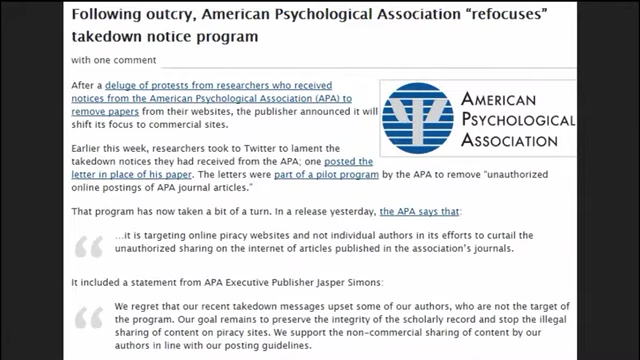 Following outcry, American Psychological Association “refocuses”
takedown notice program
with one comment
After a deluge of protests from researchers who received
notices from the American Psychological Association (APA) to
remove papers from their websites, the publisher announced it will
shift its focus to commercial sites.
AMERICAN
PSYCHOLOGICAL
ASSOCIATION
Earlier this week, researchers took to Twitter to lament the
takedown notices they had received from the APA; one posted the
letter in place of his paper. The letters were part of a pilot program by the APA to remove “unauthorized
online postings of APA journal articles.”
That program has now taken a bit of a turn. In a release yesterday, the APA says that:
…it is targeting online piracy websites and not individual authors in its efforts to curtail the
unauthorized sharing on the internet of articles published in the association’s journals.
It included a statement from APA Executive Publisher Jasper Simons:
We regret that our recent takedown messages upset some of our authors, who are not the target of
the program. Our goal remains to preserve the integrity of the scholarly record and stop the illegal
sharing of content on piracy sites. We support the non-commercial sharing of content by our
authors in line with our posting guidelines.